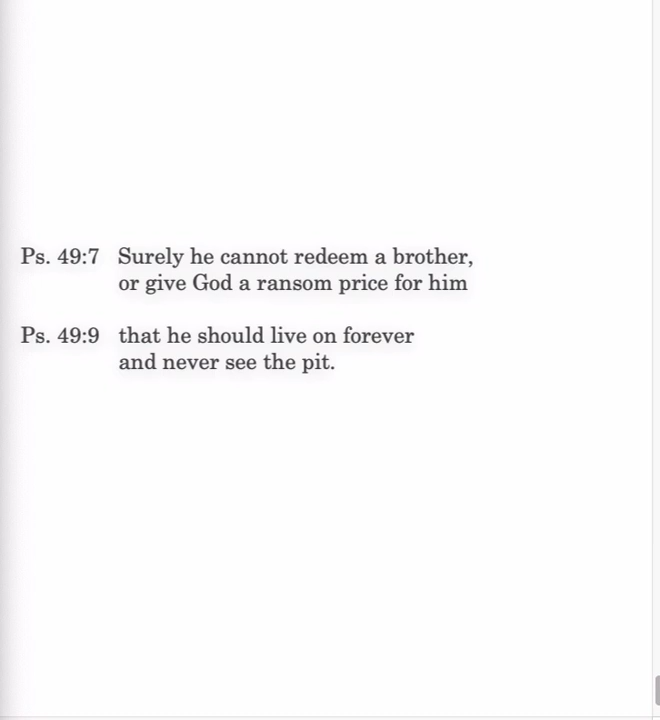 Ps. 49:7 Surely he cannot redeem a brother,
or give God a ransom price for him
Ps. 49:9 that he should live on forever
and never see the pit.